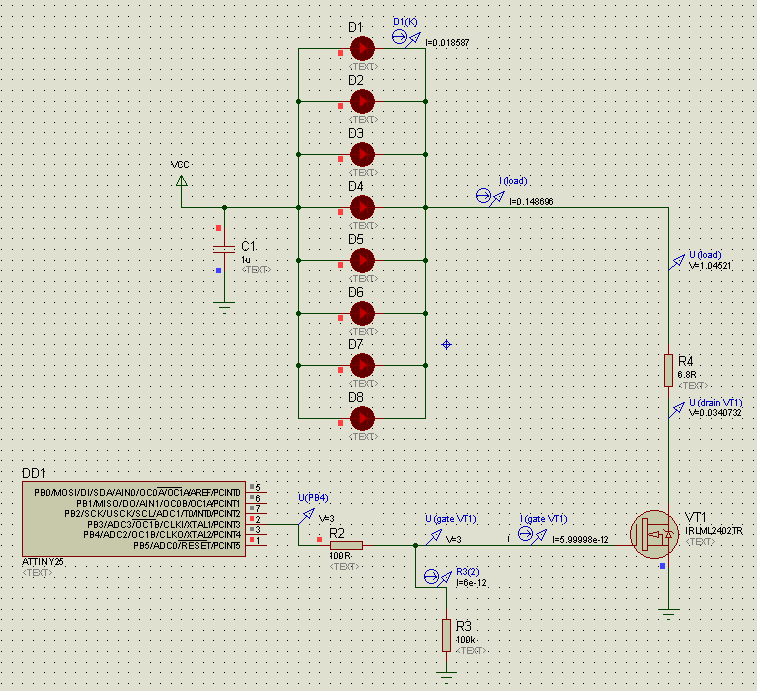 D1
D1(K)
I=0.018587
<TEXT>
D2
<TEXT>
D3
<TEXT>
VCC
D4
<TEXT>
I (load)
I=0.148696
C1
1u
<TEXT>
D5
<TEXT>
U (load)
V=1.04521
D6
<TEXT>
D7
<TEXT>
R4
6.8R
<TEXT>
D8
<TEXT>
U (drain VT1)
V=0.0340732
DD1
PB0/MOSI/DI/SDA/AIN0/OC0A/OC1A/AREF/PCINT0
5
PB1/MISO/DO/AIN1/OC0B/OC1A/PCINT1
6
PB2/SCK/USCK/SCL/ADC1/T0/INT0/PCINT2
7
PB3/ADC3/OC1B/CLKI/XTAL1/PCINT3
2
PB4/ADC2/OC1B/CLKO/XTAL2/PCINT4
3
PB5/ADC0/RESET/PCINT5
1
ATTINY25
<TEXT>
U(PB4)
V=3
R2
100R
<TEXT>
U (gate VT1)
V=3
I (gate VT1)
I=5.99998e-12
VT1
IRLML2402TR
<TEXT>
R3(2)
I=6e-12
R3
100k
<TEXT>